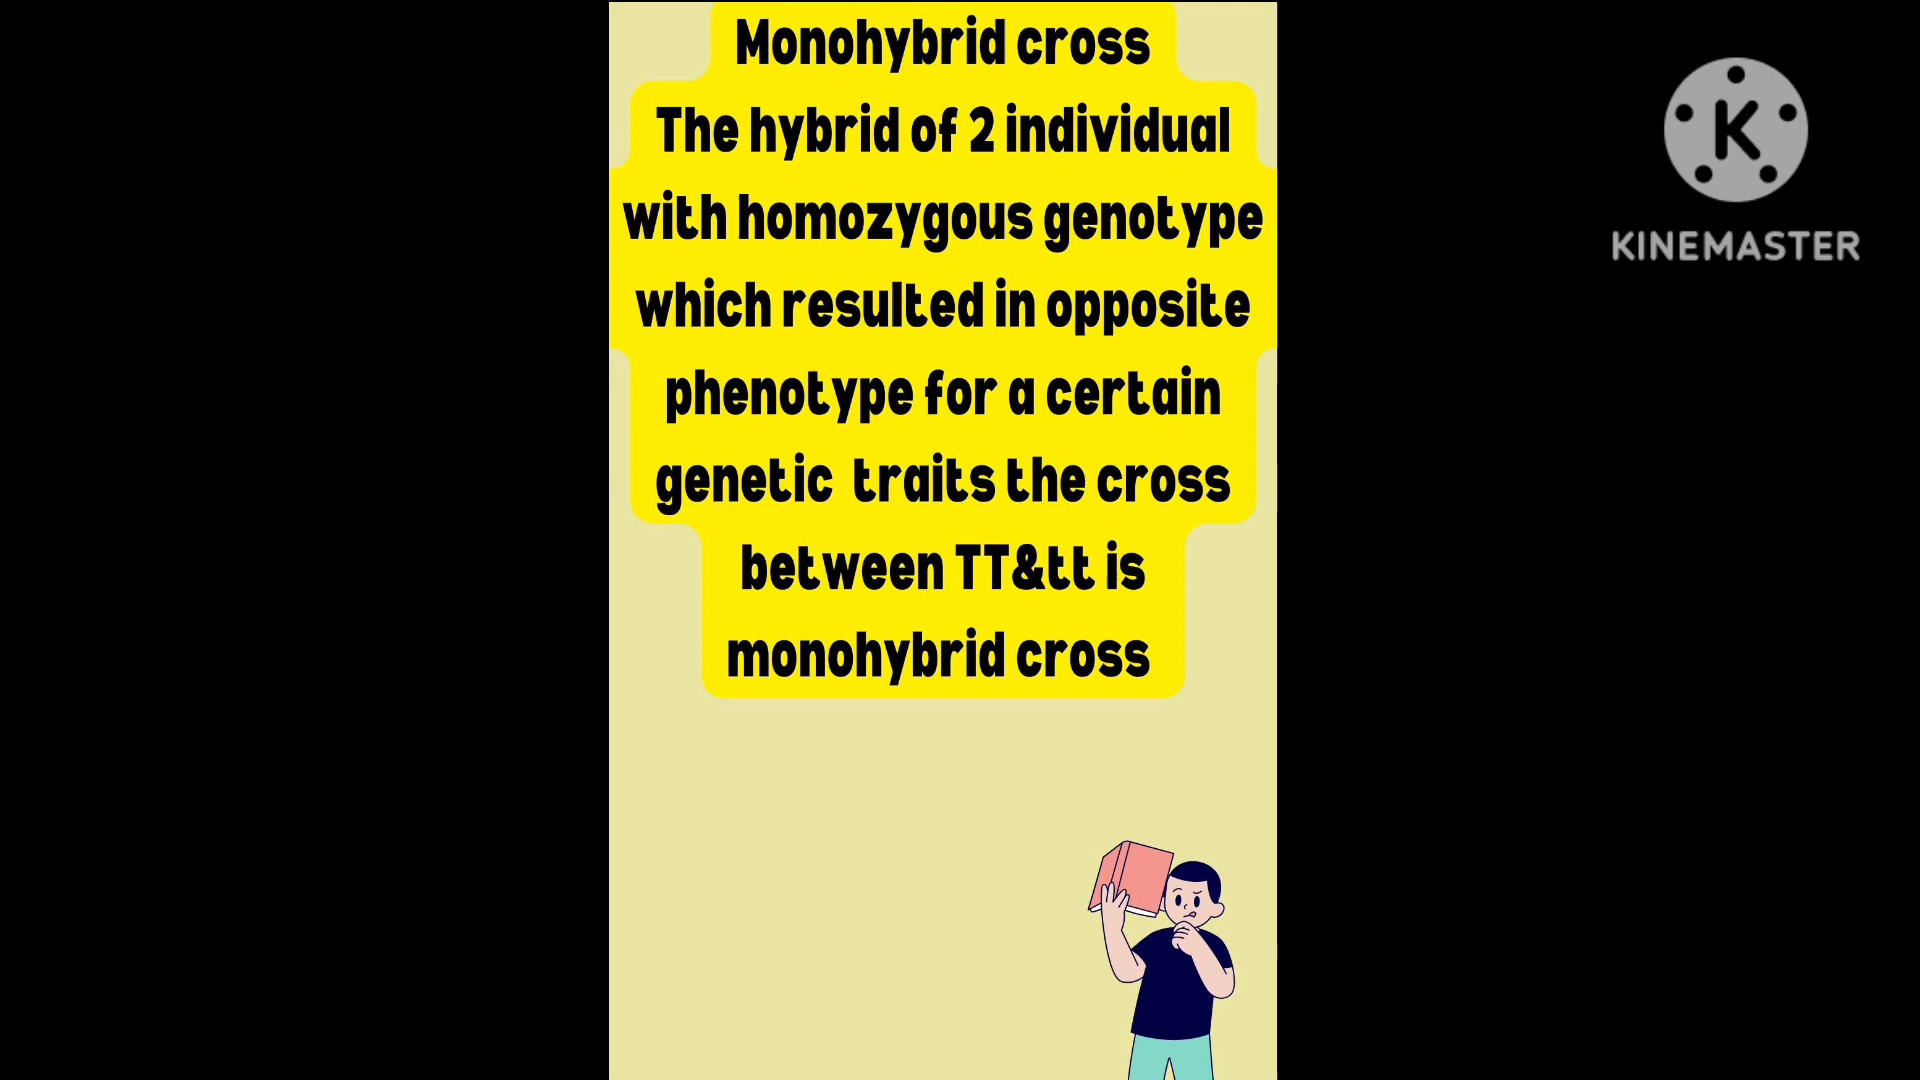 Monohybrid cross
The hybrid of 2 individual
with homozygous genotype
which resulted in opposite
phenotype for a certain
genetic traits the cross
between TT&tt is
monohybrid cross
K
KINEMASTER